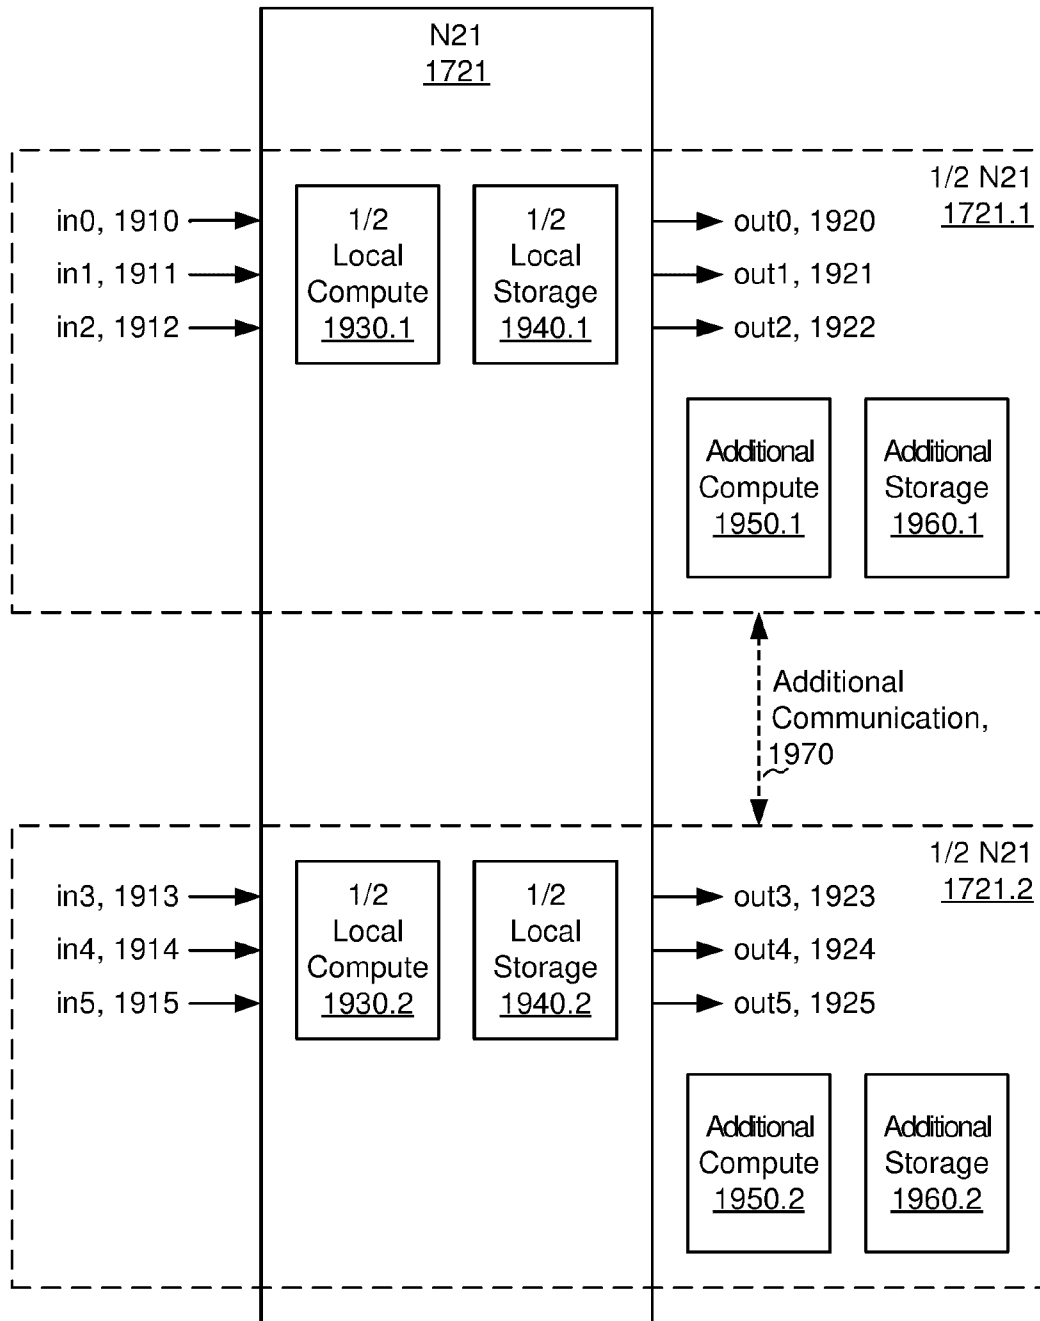 N21
1721
1/2 N21
1721.1
in0, 1910
in1, 1911
in2, 1912
1/2
Local
Compute
1930.1
1/2
Local
Storage
1940.1
out0, 1920
out1, 1921
out2, 1922
Additional
Compute
1950.1
Additional
Storage
1960.1
Additional
Communication,
1970
1/2 N21
1721.2
in3, 1913
in4, 1914
in5, 1915
1/2
Local
Compute
1930.2
1/2
Local
Storage
1940.2
out3, 1923
out4, 1924
out5, 1925
Additional
Compute
1950.2
Additional
Storage
1960.2